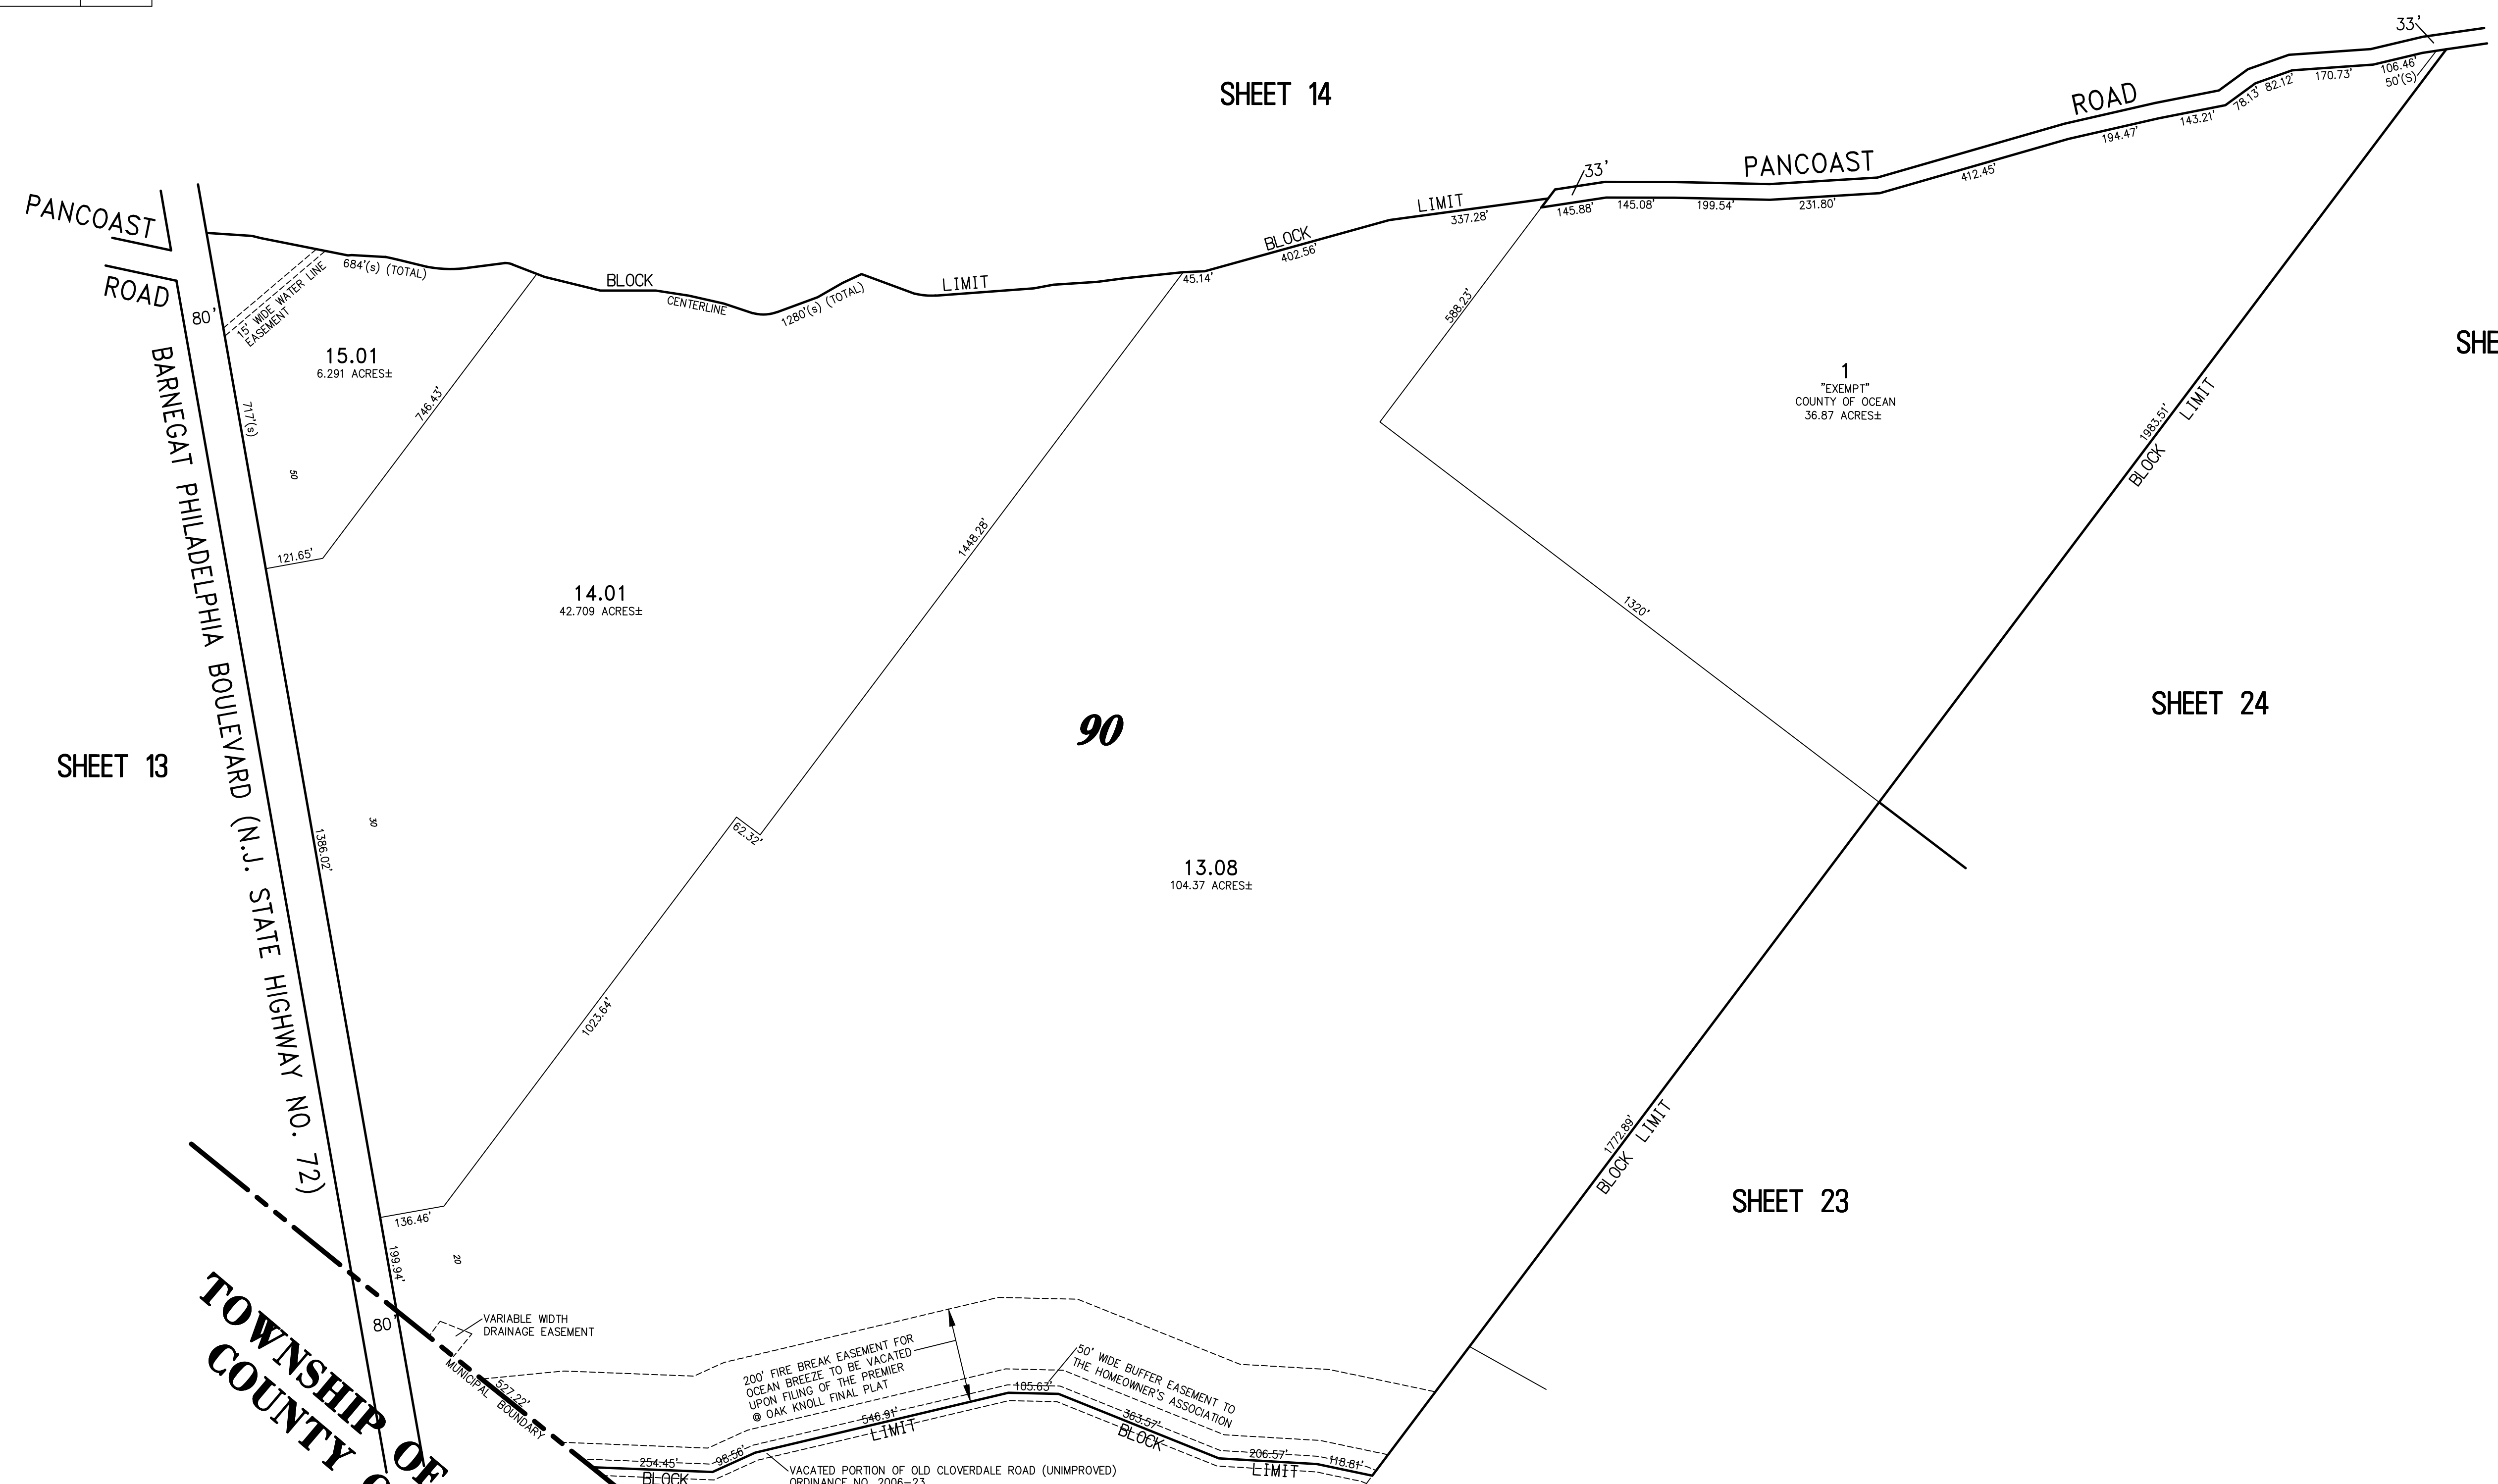 33'
SHEET 14
ROAD
106.46'
50'(S)
170.73'
82.12'
78.13'
143.21'
194.47'
412.45'
PANCOAST
33'
231.80'
199.54'
145.08'
145.88'
LIMIT
337.28'
BLOCK
402.56'
45.14'
PANCOAST
ROAD
80'
684'(s) (TOTAL)
15' WIDE WATER LINE
EASEMENT
BLOCK
CENTERLINE
1280'(s) (TOTAL)
LIMIT
SHE
15.01
6.291 ACRES±
746.43'
717'(s)
50
121.65'
588.23'
1
"EXEMPT"
COUNTY OF OCEAN
36.87 ACRES±
1983.51'
BLOCK LIMIT
1448.28'
14.01
42.709 ACRES±
1320'
BARNEGAT PHILADELPHIA BOULEVARD (N.J. STATE HIGHWAY NO. 72)
90
SHEET 24
SHEET 13
30
1386.02'
62.32'
13.08
104.37 ACRES±
1023.64'
1772.89'
BLOCK LIMIT
SHEET 23
136.46'
199.94'
20
80'
VARIABLE WIDTH
DRAINAGE EASEMENT
TOWNSHIP OF
COUNTY
527.22'
MUNICIPAL BOUNDARY
200' FIRE BREAK EASEMENT FOR
OCEAN BREEZE TO BE VACATED
UPON FILING OF THE PREMIER
@ OAK KNOLL FINAL PLAT
50' WIDE BUFFER EASEMENT TO
THE HOMEOWNER'S ASSOCIATION
105.63'
546.91'
LIMIT
363.57'
BLOCK
98.56'
254.45'
BLOCK
206.57'
118.81'
LIMIT
VACATED PORTION OF OLD CLOVERDALE ROAD (UNIMPROVED)
ORDINANCE NO. 2006-23